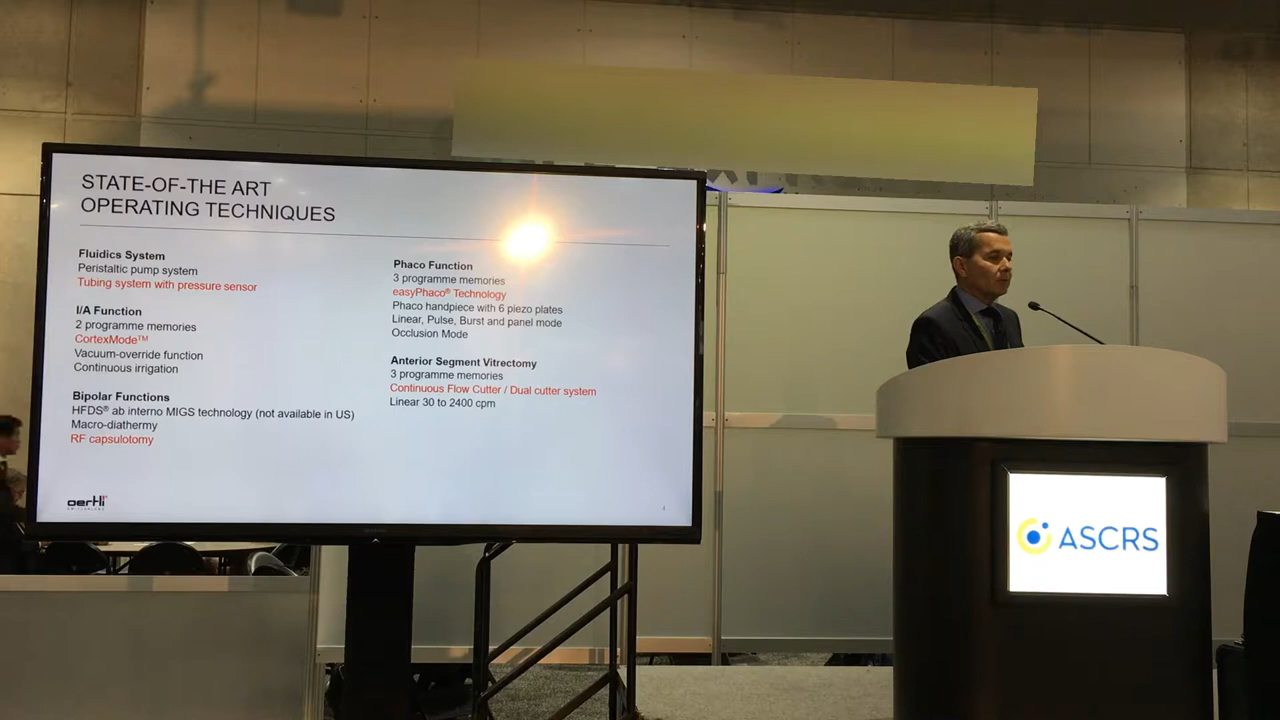 STATE-OF-THE ART
OPERATING TECHNIQUES
Fluidics System
Peristaltic pump system
Tubing system with pressure sensor
I/A Function
2 programme memories
CortexMode™
Vacuum-override function
Continuous irrigation
Bipolar Functions
HFDS® ab interno MIGS technology (not available in US)
Macro-diathermy
RF capsulotomy
Phaco Function
3 programme memories
easyPhaco® Technology
Phaco handpiece with 6 piezo plates
Linear, Pulse, Burst and panel mode
Occlusion Mode
Anterior Segment Vitrectomy
3 programme memories
Continuous Flow Cutter / Dual cutter system
Linear 30 to 2400 cpm
oertli
SWITZERLAND
ASCRS